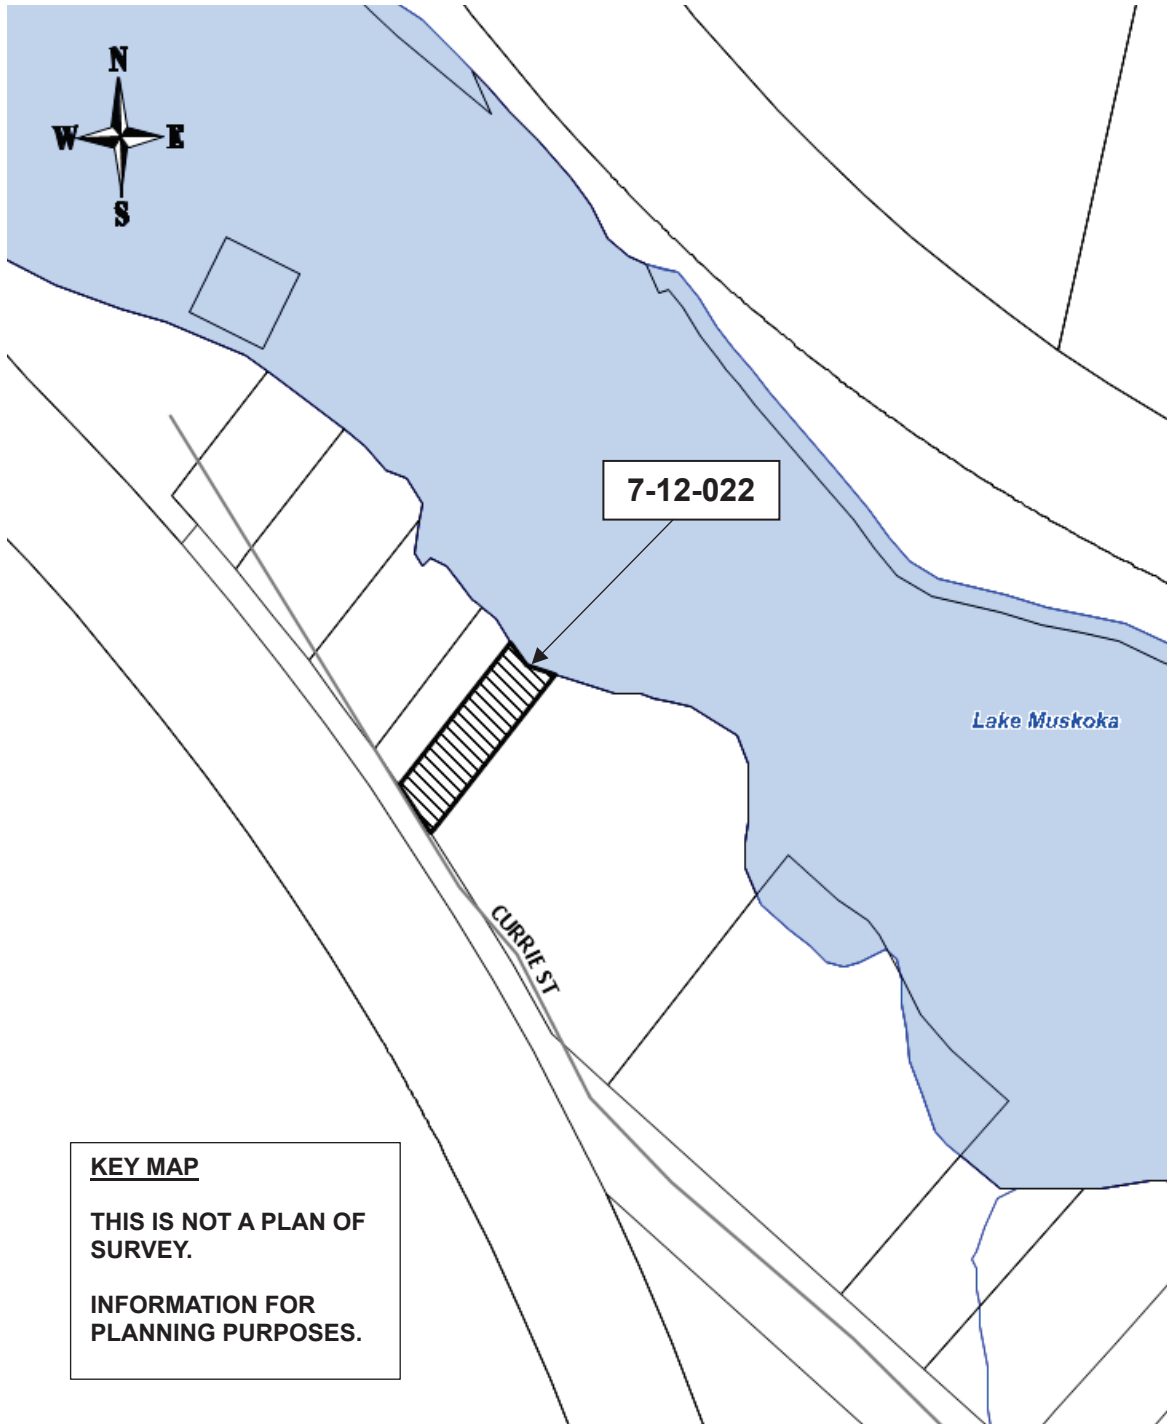 N
W E
S
7-12-022
Lake Muskoka
CURRIE ST
KEY MAP
THIS IS NOT A PLAN OF
SURVEY.
INFORMATION FOR
PLANNING PURPOSES.